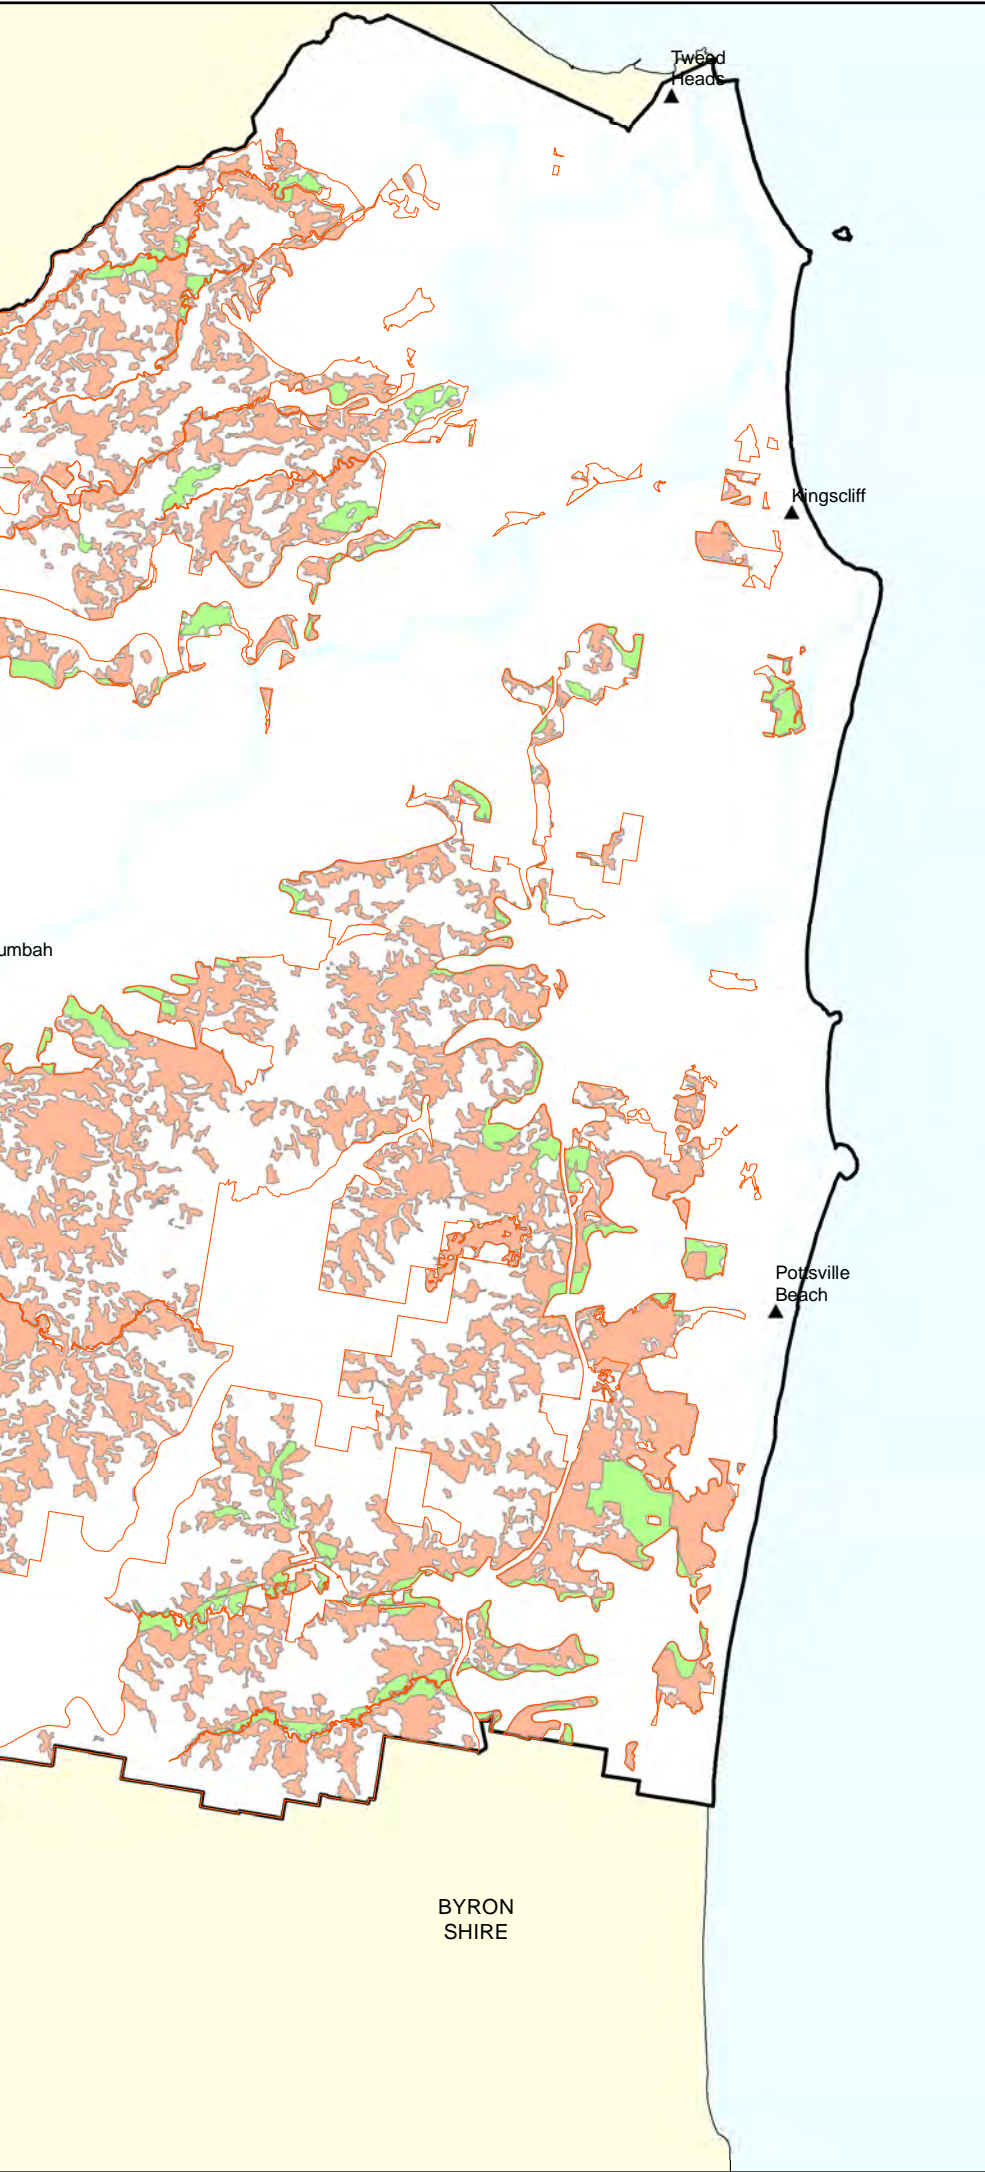 Tweed
Heads
Kingscliff
umbah
Pottsville
Beach
BYRON
SHIRE